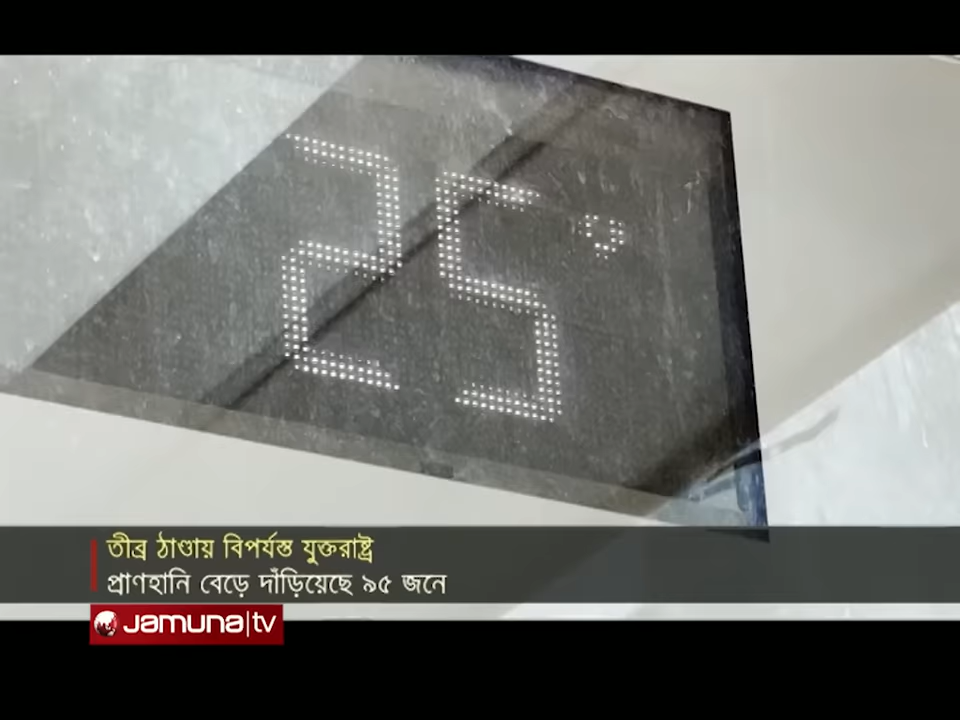 25°
তীব্র ঠাণ্ডায় বিপর্যস্ত যুক্তরাষ্ট্র
প্রাণহানি বেড়ে দাঁড়িয়েছে ৯৫ জনে
Jamuna|tv